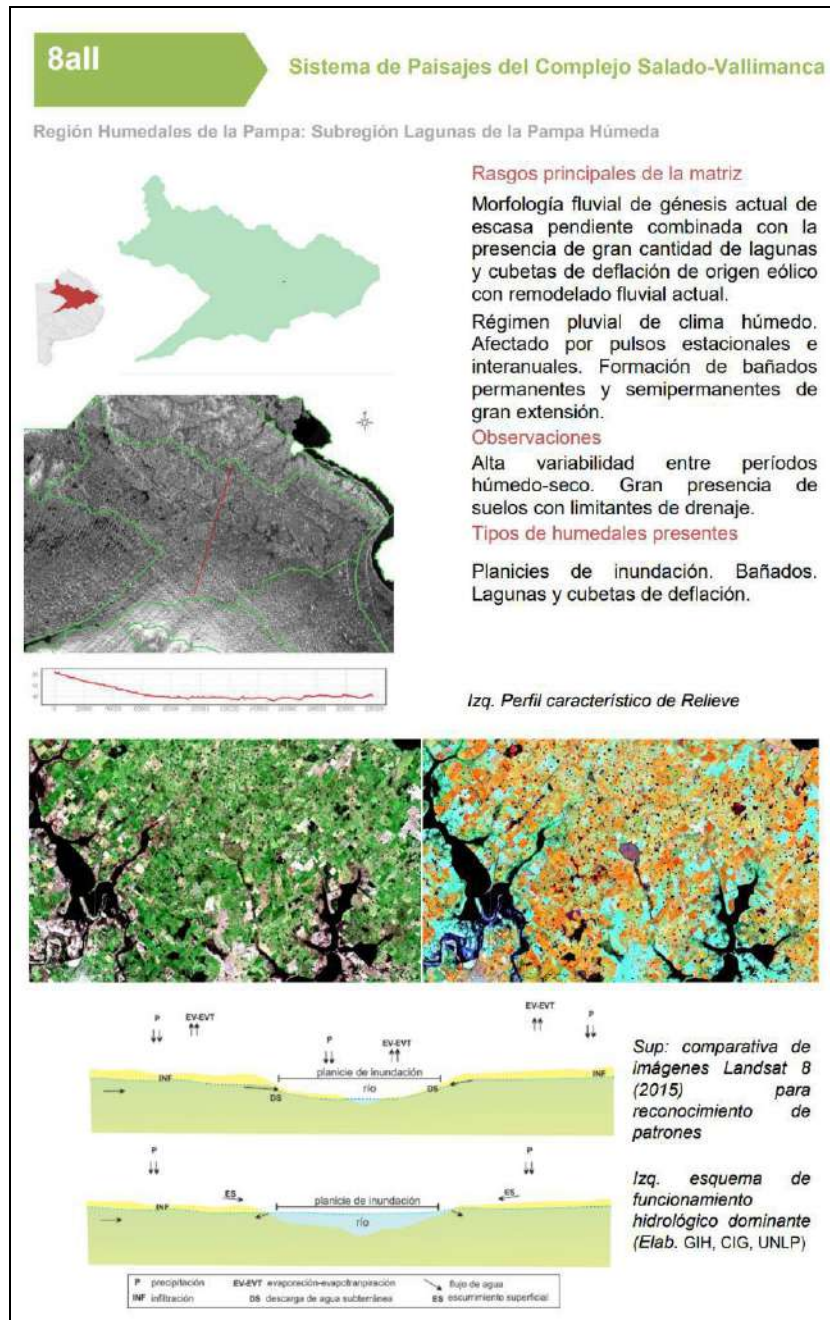 8aII
Sistema de Paisajes del Complejo Salado-Vallimanca
Región Humedales de la Pampa: Subregión Lagunas de la Pampa Húmeda
Rasgos principales de la matriz
Morfología fluvial de génesis actual de
escasa pendiente combinada con la
presencia de gran cantidad de lagunas
y cubetas de deflación de origen eólico
con remodelado fluvial actual.
Régimen pluvial de clima húmedo.
Afectado por pulsos estacionales e
interanuales. Formación de bañados
permanentes y semipermanentes de
gran extensión.
Observaciones
Alta variabilidad entre períodos
húmedo-seco. Gran presencia de
suelos con limitantes de drenaje.
Tipos de humedales presentes
Planicies de inundación. Bañados.
Lagunas y cubetas de deflación.
Izq. Perfil característico de Relieve
P EV-EVT P EV-EVT EV-EVT P
planicie de inundación
INF río INF
DS DS
P P
ES ES
planicie de inundación
INF río
Sup: comparativa de
imágenes Landsat 8
(2015) para
reconocimiento de
patrones
Izq. esquema de
funcionamiento
hidrológico dominante
(Elab. GIH, CIG, UNLP)
P precipitación EV-EVT evaporación-evapotranpiración flujo de agua
INF infiltración DS descarga de agua subterránea ES escurrimiento superficial